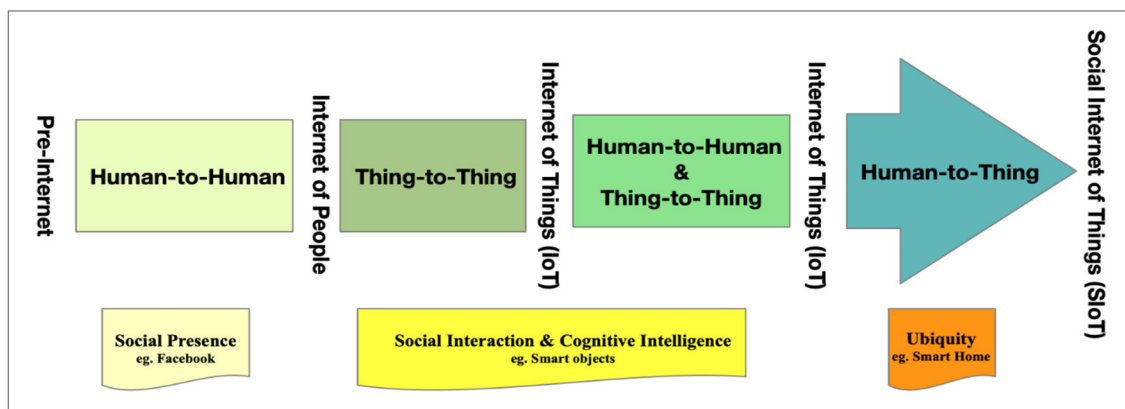 Pre-Internet
Human-to-Human
Internet of People
Thing-to-Thing
Internet of Things (IoT)
Human-to-Human
&
Thing-to-Thing
Internet of Things (IoT)
Human-to-Thing
Social Internet of Things (SIoT)
Social Presence
eg. Facebook
Social Interaction & Cognitive Intelligence
eg. Smart objects
Ubiquity
eg. Smart Home